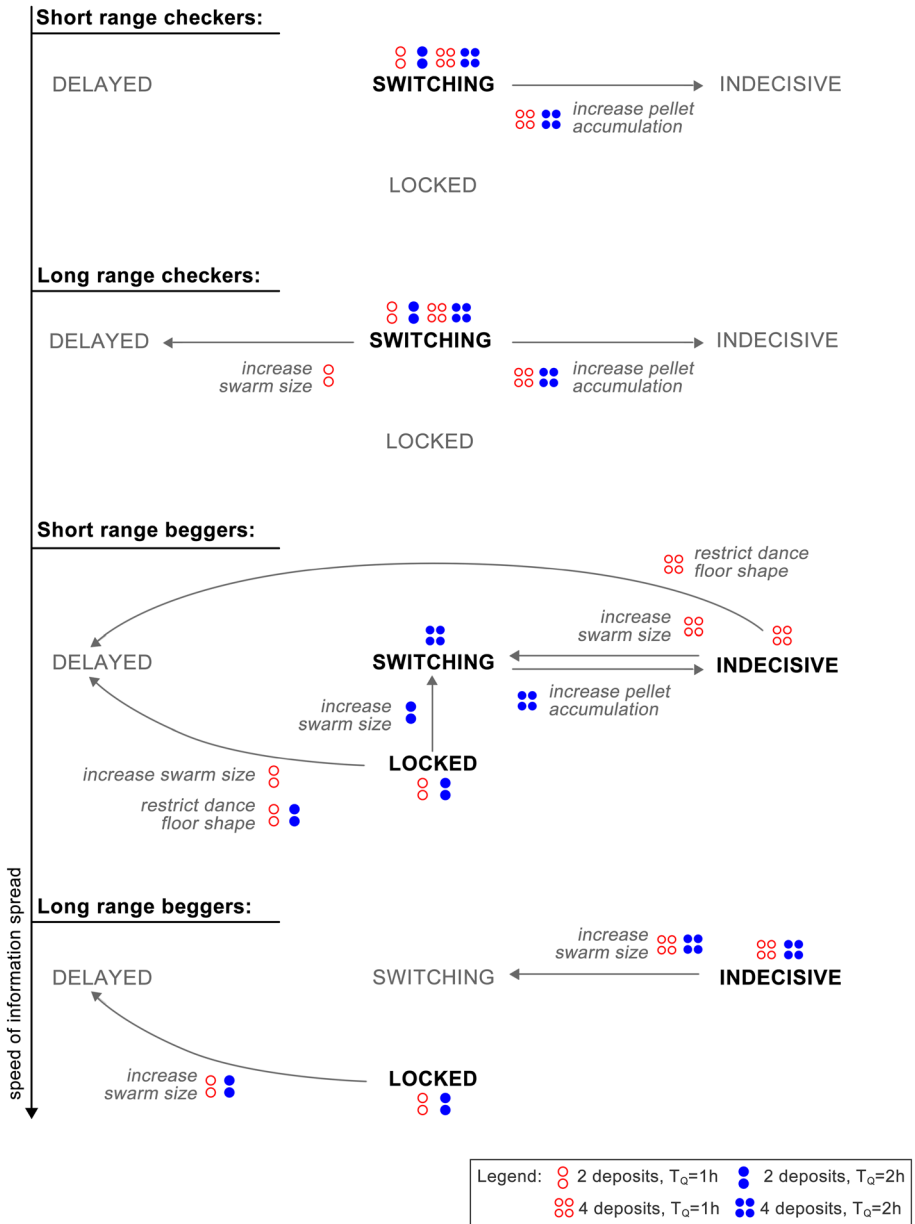 Short range checkers:
DELAYED
SWITCHING
INDECISIVE
increase pellet
accumulation
LOCKED
Long range checkers:
DELAYED
SWITCHING
INDECISIVE
increase
swarm size
increase pellet
accumulation
LOCKED
Short range beggers:
restrict dance
floor shape
increase
swarm size
DELAYED
SWITCHING
INDECISIVE
increase pellet
accumulation
increase
swarm size
LOCKED
increase swarm size
restrict dance
floor shape
speed of information spread
Long range beggers:
increase
swarm size
DELAYED
SWITCHING
INDECISIVE
increase
swarm size
LOCKED
Legend: 2 deposits, TQ=1h 2 deposits, TQ=2h
4 deposits, TQ=1h 4 deposits, TQ=2h